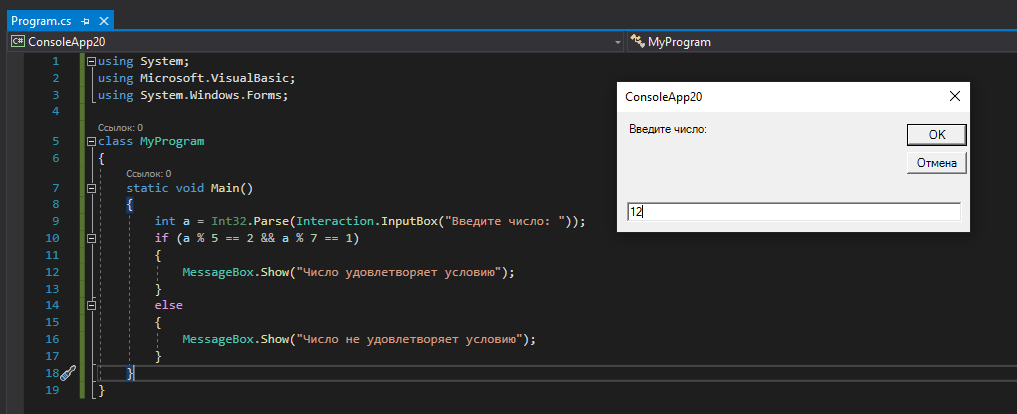 Program.cs
C# ConsoleApp20
MyProgram
1 using System;
2 using Microsoft.VisualBasic;
3 using System.Windows.Forms;
4
Ссылок: 0
5 class MyProgram
6 {
Ссылок: 0
7 static void Main()
8 {
9 int a = Int32.Parse(Interaction.InputBox("Введите число: "));
10 if (a % 5 == 2 && a % 7 == 1)
11 {
12 MessageBox.Show("Число удовлетворяет условию");
13 }
14 else
15 {
16 MessageBox.Show("Число не удовлетворяет условию");
17 }
18 }
19 }
ConsoleApp20
Введите число:
OK
Отмена
12